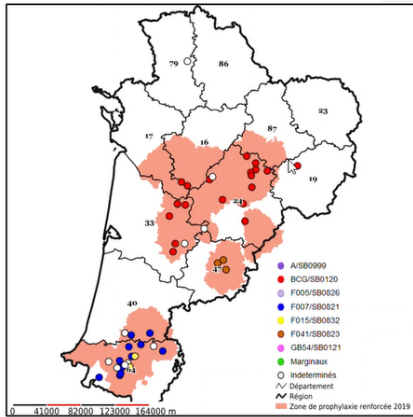 79
86
23
17
16
87
19
24
33
47
40
64
A/SB0999
BCG/SB0120
F005/SB0826
F007/SB0821
F015/SB0832
F041/SB0823
GB54/SB0121
Marginaux
Indeterminés
Département
Région
Zone de prophylaxie renforcée 2019
0 41000 82000 123000 164000 m